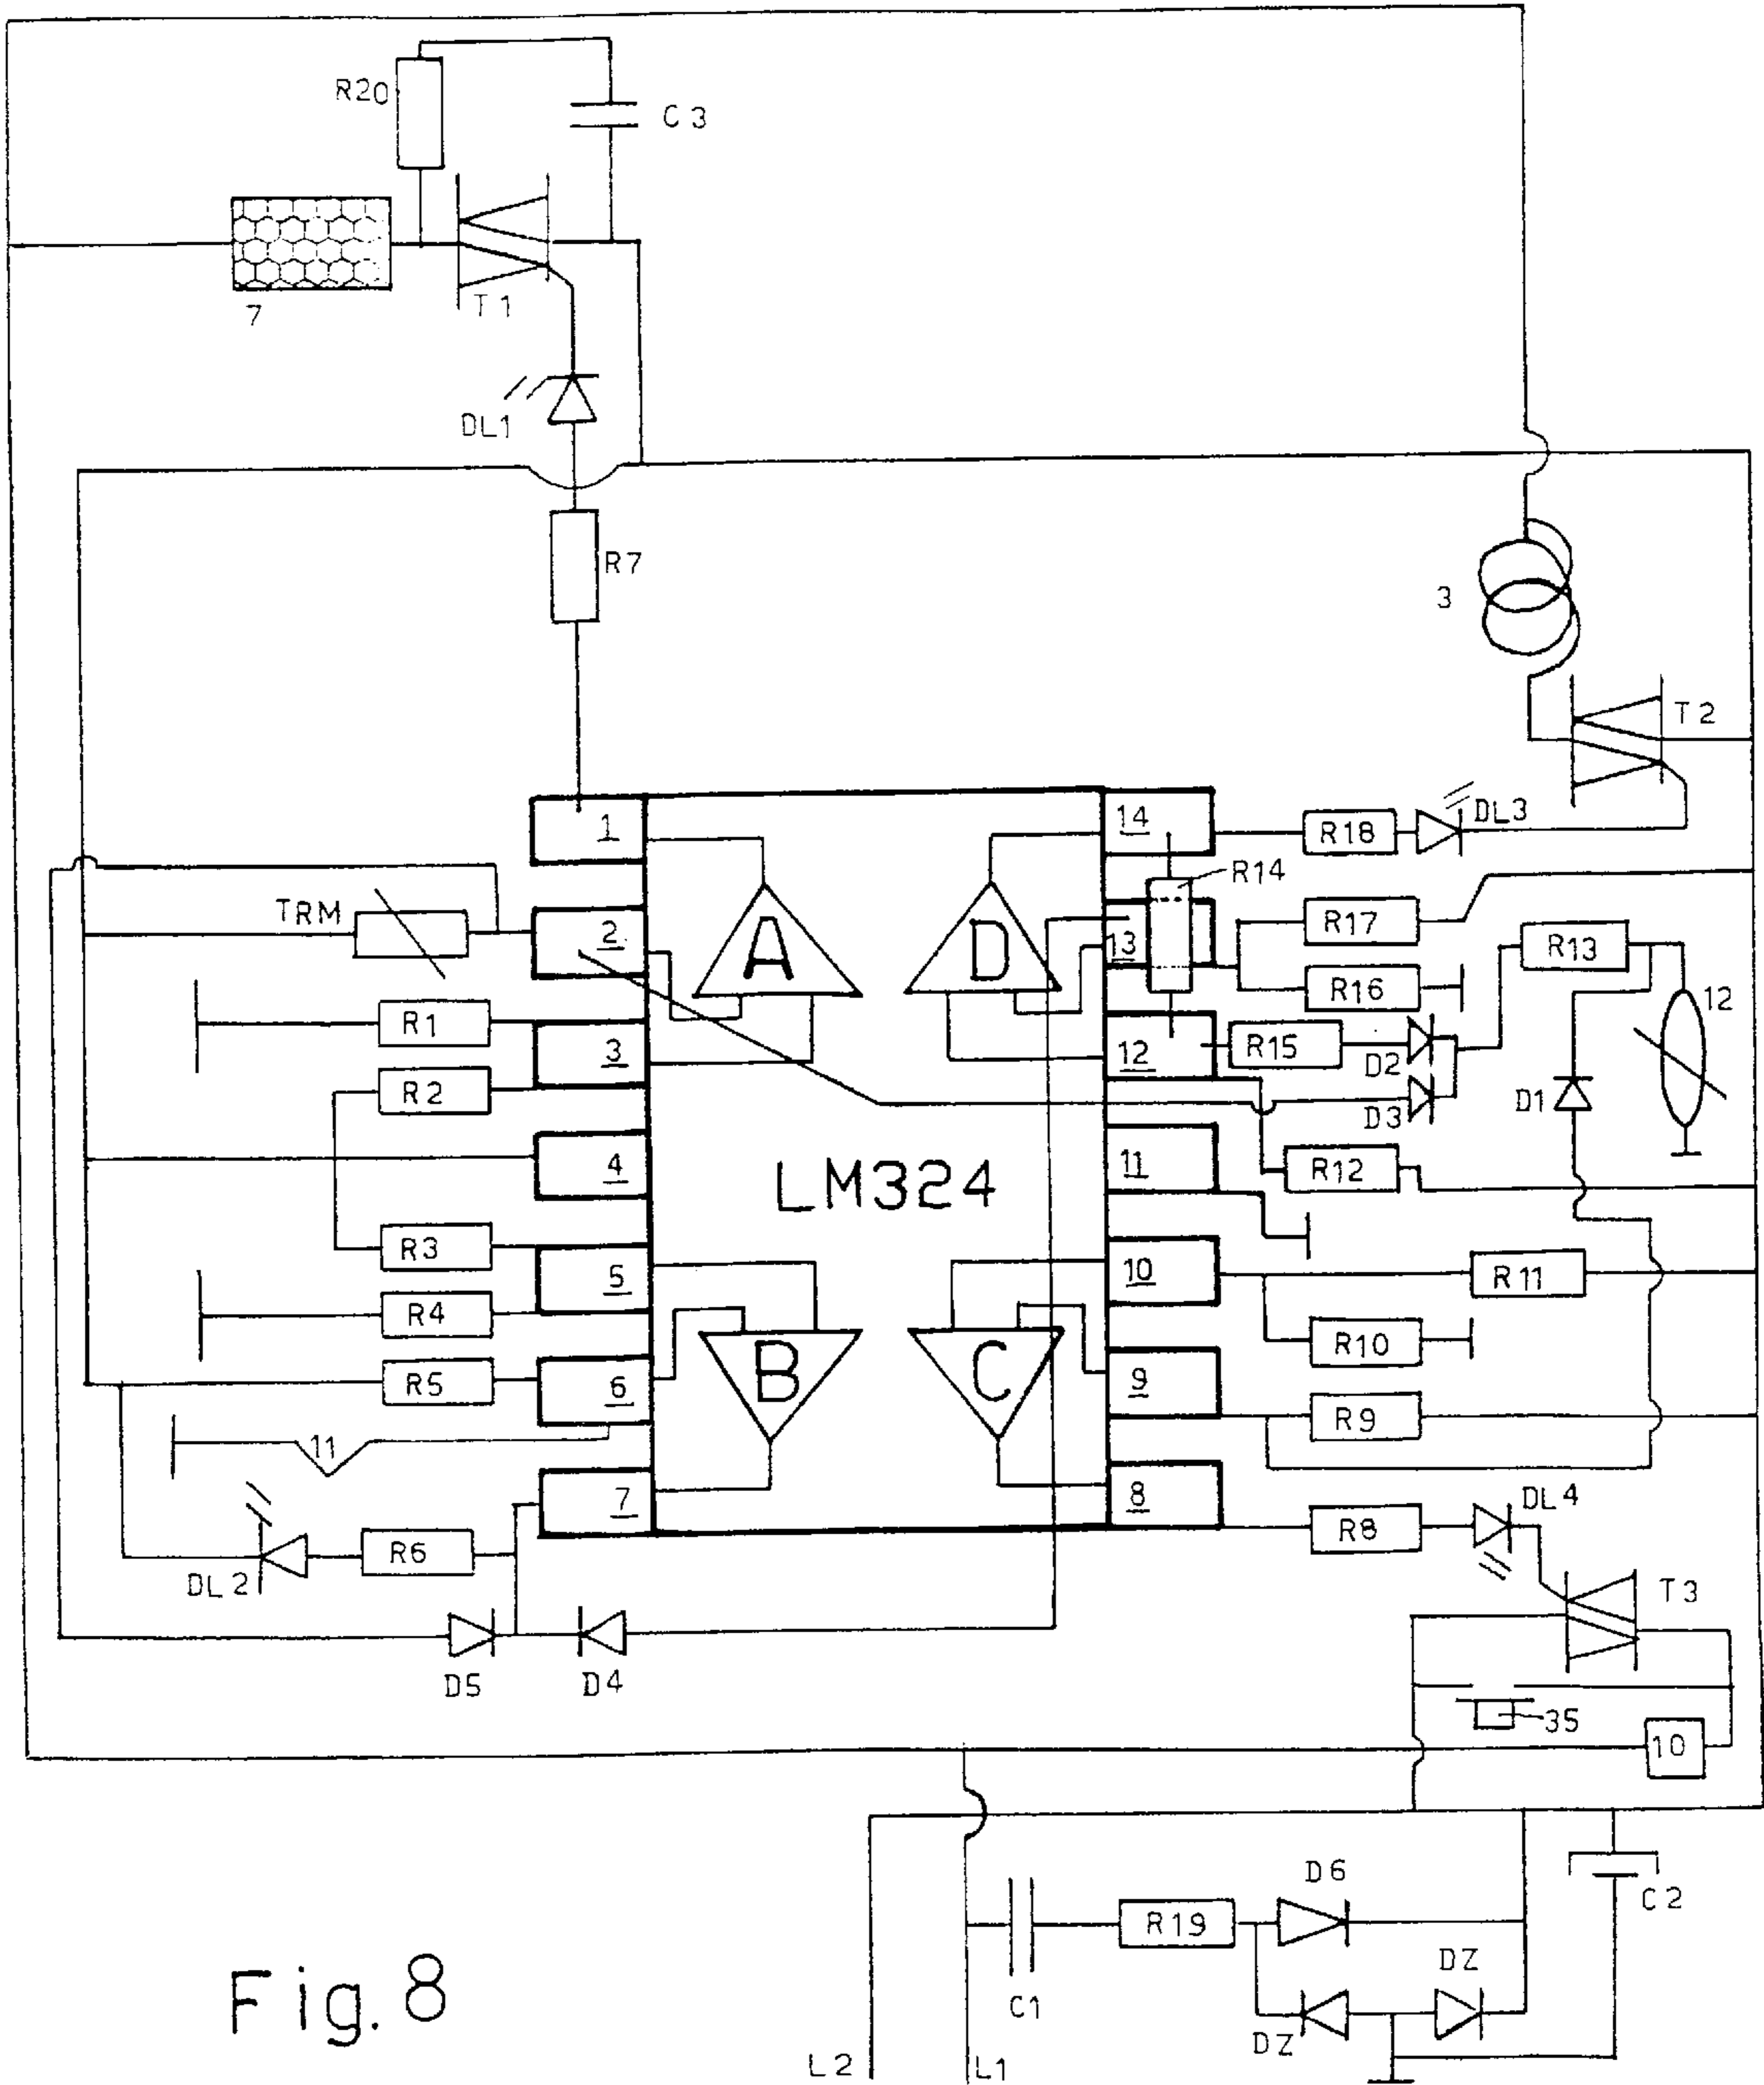 R20
C3
7
T1
DL1
R7
3
T2
1
14
R18
DL3
R14
TRM
2
A
D
13
R17
R13
R1
R16
12
3
12
R15
D2
R2
D3
D1
4
LM324
11
R12
R3
5
10
R11
R4
R10
B
C
R5
6
9
R9
11
7
8
DL4
R6
R8
DL2
T3
D5
D4
35
10
D6
C2
R19
DZ
C1
DZ
Fig. 8
L2
L1